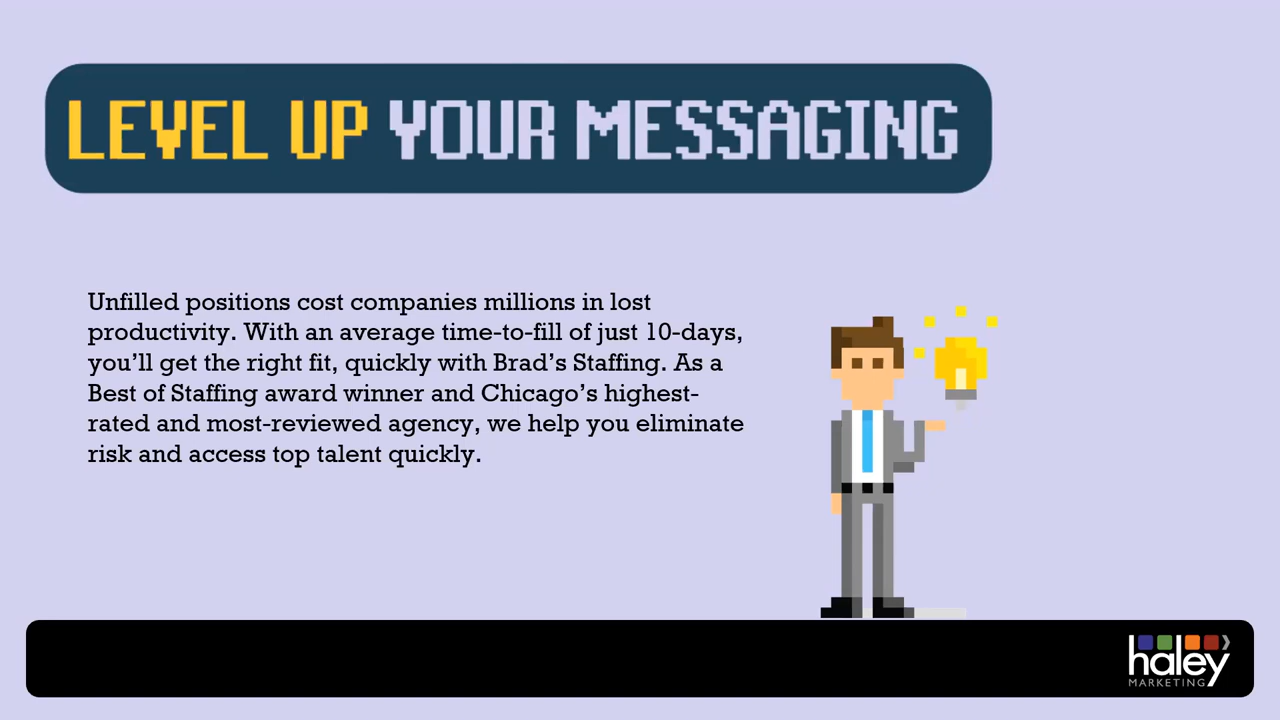 LEVEL UP YOUR MESSAGING
Unfilled positions cost companies millions in lost
productivity. With an average time-to-fill of just 10-days,
you’ll get the right fit, quickly with Brad’s Staffing. As a
Best of Staffing award winner and Chicago’s highest-
rated and most-reviewed agency, we help you eliminate
risk and access top talent quickly.
haley
MARKETING